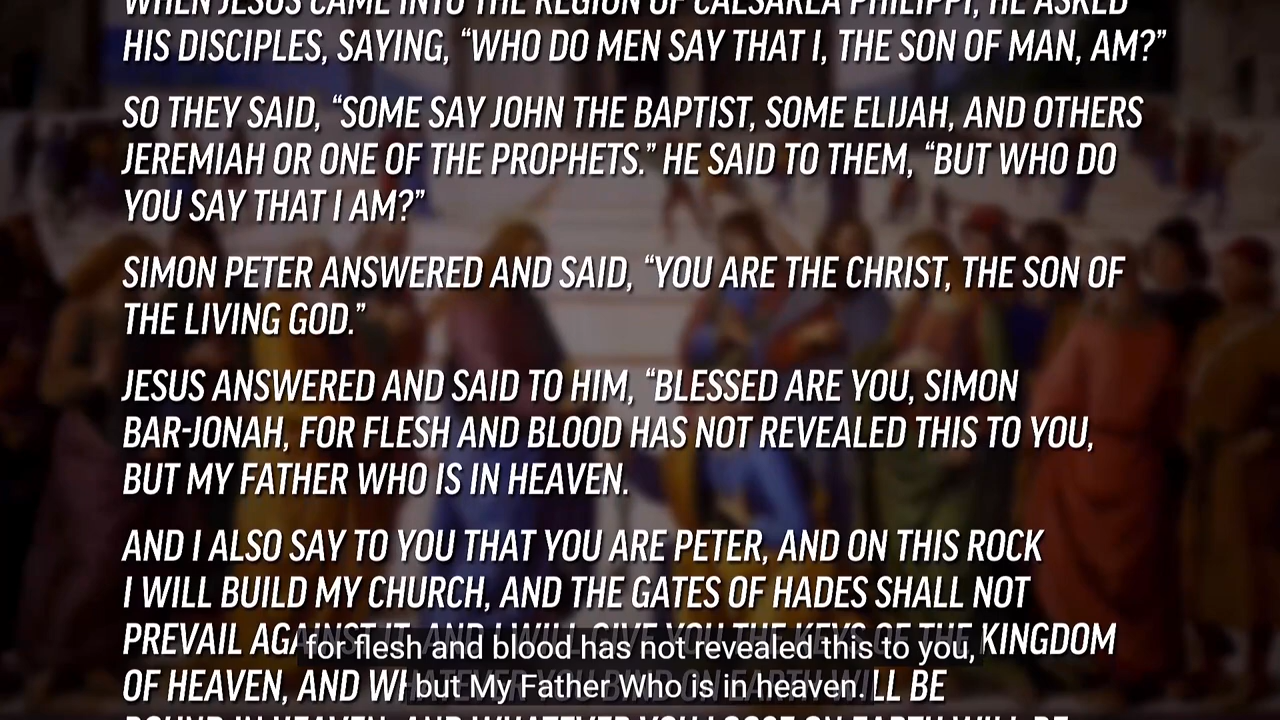 WHEN JESUS CAME INTO THE REGION OF CAESAREA PHILIPPI, HE ASKED
HIS DISCIPLES, SAYING, “WHO DO MEN SAY THAT I, THE SON OF MAN, AM?”
SO THEY SAID, “SOME SAY JOHN THE BAPTIST, SOME ELIJAH, AND OTHERS
JEREMIAH OR ONE OF THE PROPHETS.” HE SAID TO THEM, “BUT WHO DO
YOU SAY THAT I AM?”
SIMON PETER ANSWERED AND SAID, “YOU ARE THE CHRIST, THE SON OF
THE LIVING GOD.”
JESUS ANSWERED AND SAID TO HIM, “BLESSED ARE YOU, SIMON
BAR-JONAH, FOR FLESH AND BLOOD HAS NOT REVEALED THIS TO YOU,
BUT MY FATHER WHO IS IN HEAVEN.
AND I ALSO SAY TO YOU THAT YOU ARE PETER, AND ON THIS ROCK
I WILL BUILD MY CHURCH, AND THE GATES OF HADES SHALL NOT
PREVAIL AGAINST IT. AND I WILL GIVE YOU THE KEYS OF THE KINGDOM
OF HEAVEN, AND WHATEVER YOU BIND ON EARTH WILL BE
BOUND IN HEAVEN, AND WHATEVER YOU LOOSE ON EARTH WILL BE
for flesh and blood has not revealed this to you,
but My Father Who is in heaven.